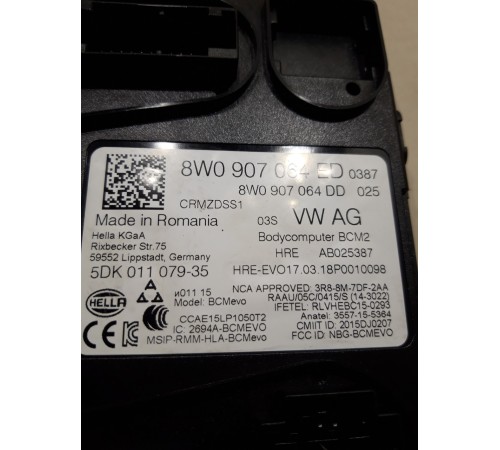 8W0 907 064 ED 0387
8W0 907 064 DD 025
CRMZDSS1
Made in Romania 03S VW AG
Hella KGaA Bodycomputer BCM2
Rixbecker Str.75
59552 Lippstadt, Germany HRE AB025387
5DK 011 079-35 HRE-EVO17.03.18P0010098
и011 15 NCA APPROVED: 3R8-8M-7DF-2AA
Model: BCMevo RAAU/05C/0415/S (14-3022)
HELLA IFETEL: RLVHEBC15-0293
CCAE15LP1050T2 Anatel: 3557-15-5364
IC: 2694A-BCMevo CMIIT ID: 2015DJ0207
MSIP-RMM-HLA-BCMevo FCC ID: NBG-BCMEVO